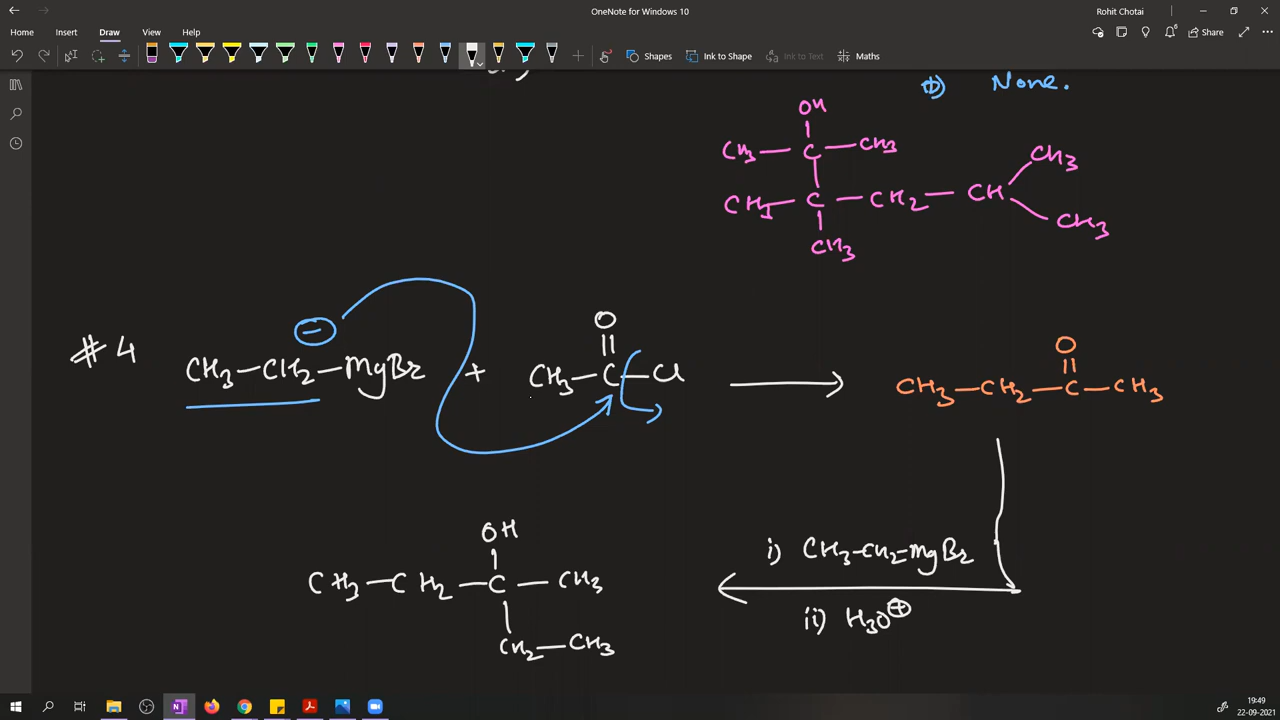 OneNote for Windows 10
Rohit Chotai
Home Insert Draw View Help
Share
Shapes Ink to Shape Ink to Text Maths
D) None.
OH
CH3 — C — CH3
CH3 — C — CH2 — CH
CH3
CH3
CH3
#4 CH3 — CH2 — MgBr + CH3 — C — Cl
−
O
O
CH3 — CH2 — C — CH3
i) CH3-CH2-MgBr
ii) H3O⊕
OH
CH3 — CH2 — C — CH3
CH2 — CH3
19:49
22-09-2021